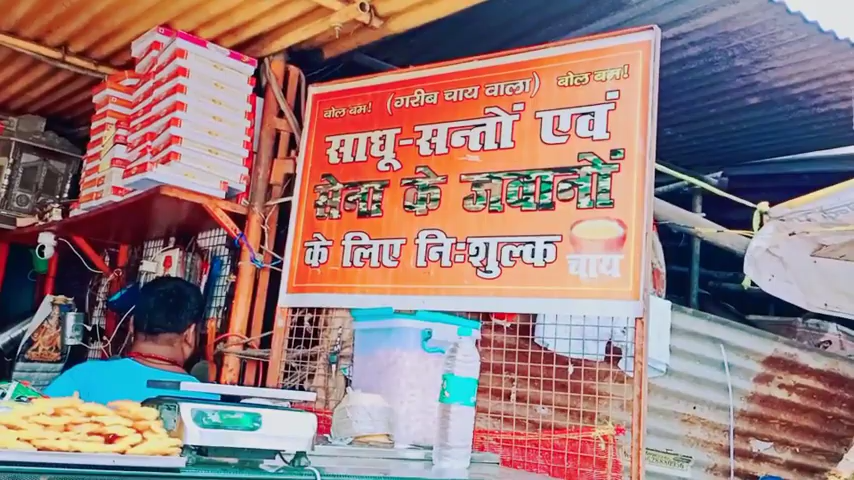 बोल बम! (गरीब चाय वाला) बोल बम!
साधू-सन्तों एवं
सेना के जवानों
के लिए निःशुल्क चाय